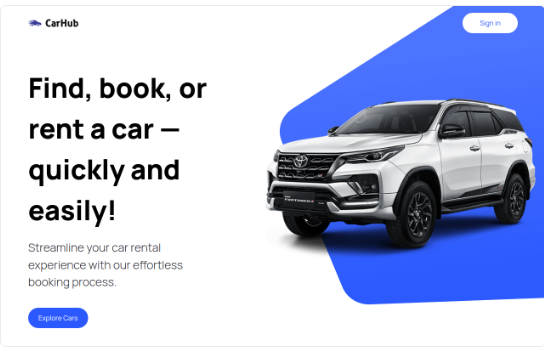 CarHub
Sign in
Find, book, or
rent a car —
quickly and
easily!
Streamline your car rental
experience with our effortless
booking process.
Explore Cars